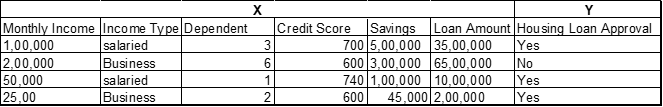 X Y
Monthly Income Income Type Dependent Credit Score Savings Loan Amount Housing Loan Approval
1,00,000 salaried 3 700 5,00,000 35,00,000 Yes
2,00,000 Business 6 600 3,00,000 65,00,000 No
50,000 salaried 1 740 1,00,000 10,00,000 Yes
25,00 Business 2 600 45,000 2,00,000 Yes